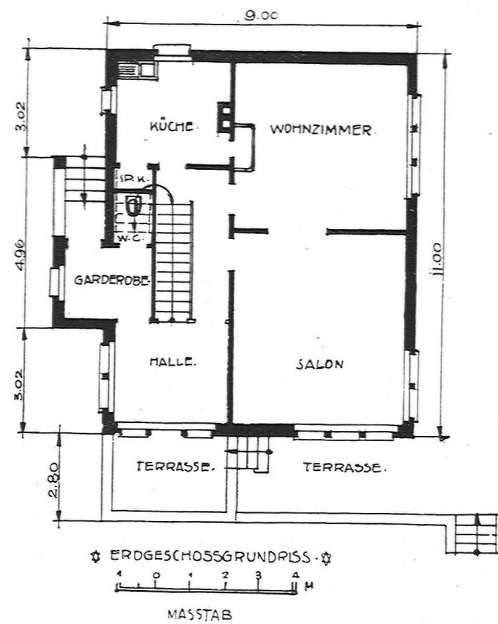 9.00
3.02
KÜCHE.
WOHNZIMMER.
SP.K.
W.C.
4.96
11.00
GARDEROBE.
HALLE.
SALON
3.02
2.80
TERRASSE.
TERRASSE.
ERDGESCHOSSGRUNDRISS.
1 0 1 2 3 4 M
MASSTAB